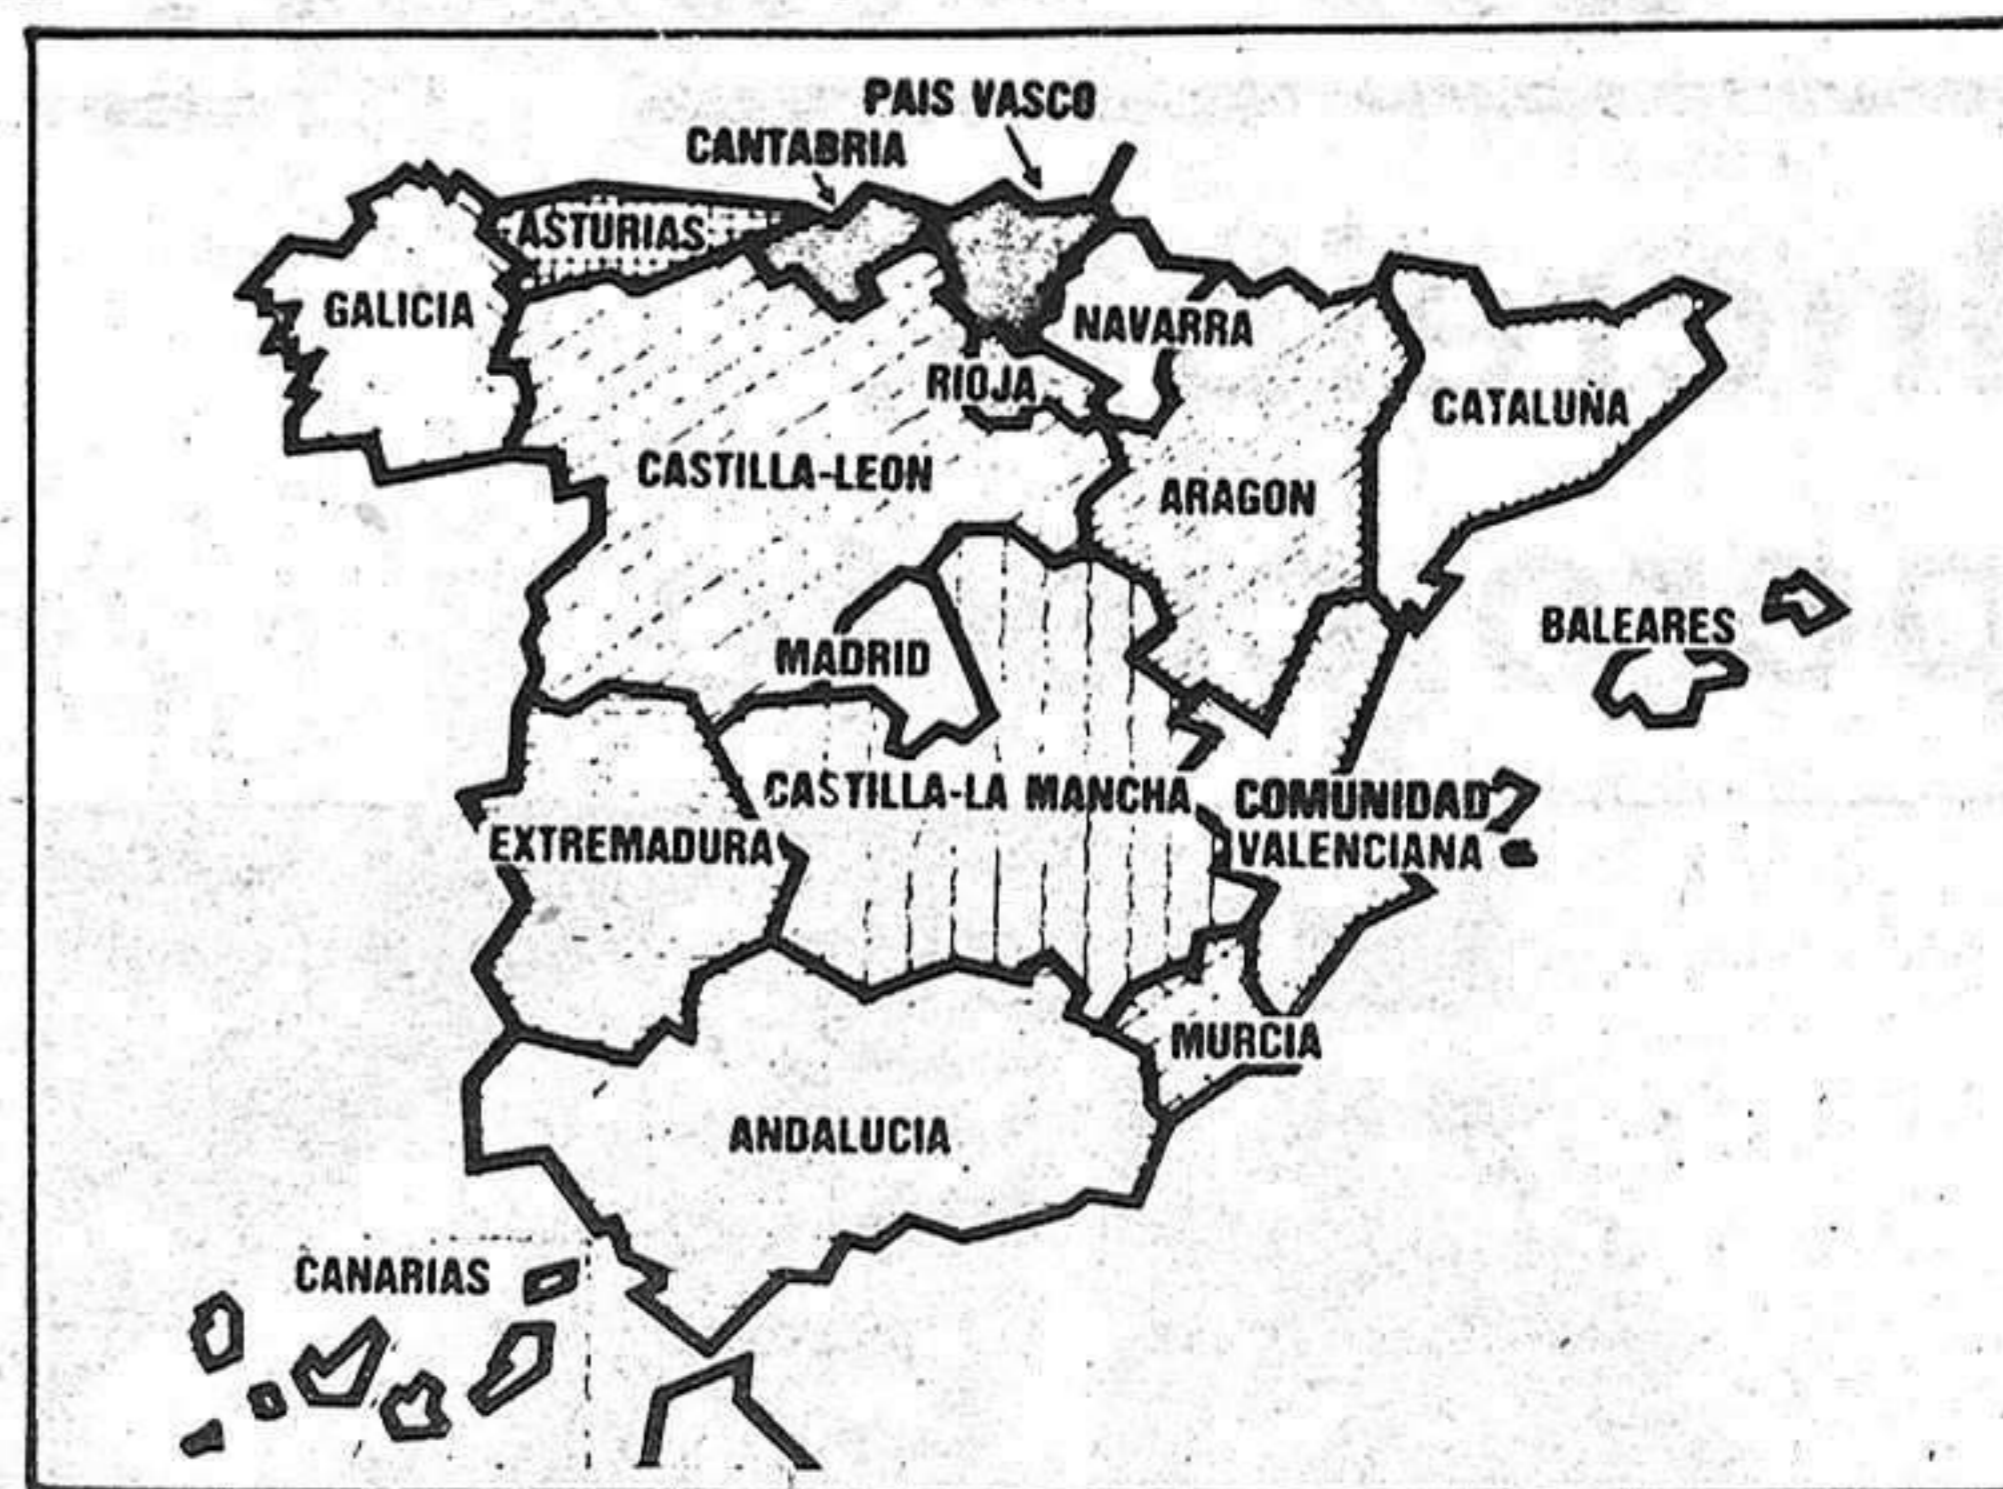 PAIS VASCO
CANTABRIA
ASTURIAS
GALICIA
NAVARRA
RIOJA
CATALUÑA
CASTILLA-LEON
ARAGON
BALEARES
MADRID
CASTILLA-LA MANCHA
COMUNIDAD
VALENCIANA
EXTREMADURA
MURCIA
ANDALUCIA
CANARIAS